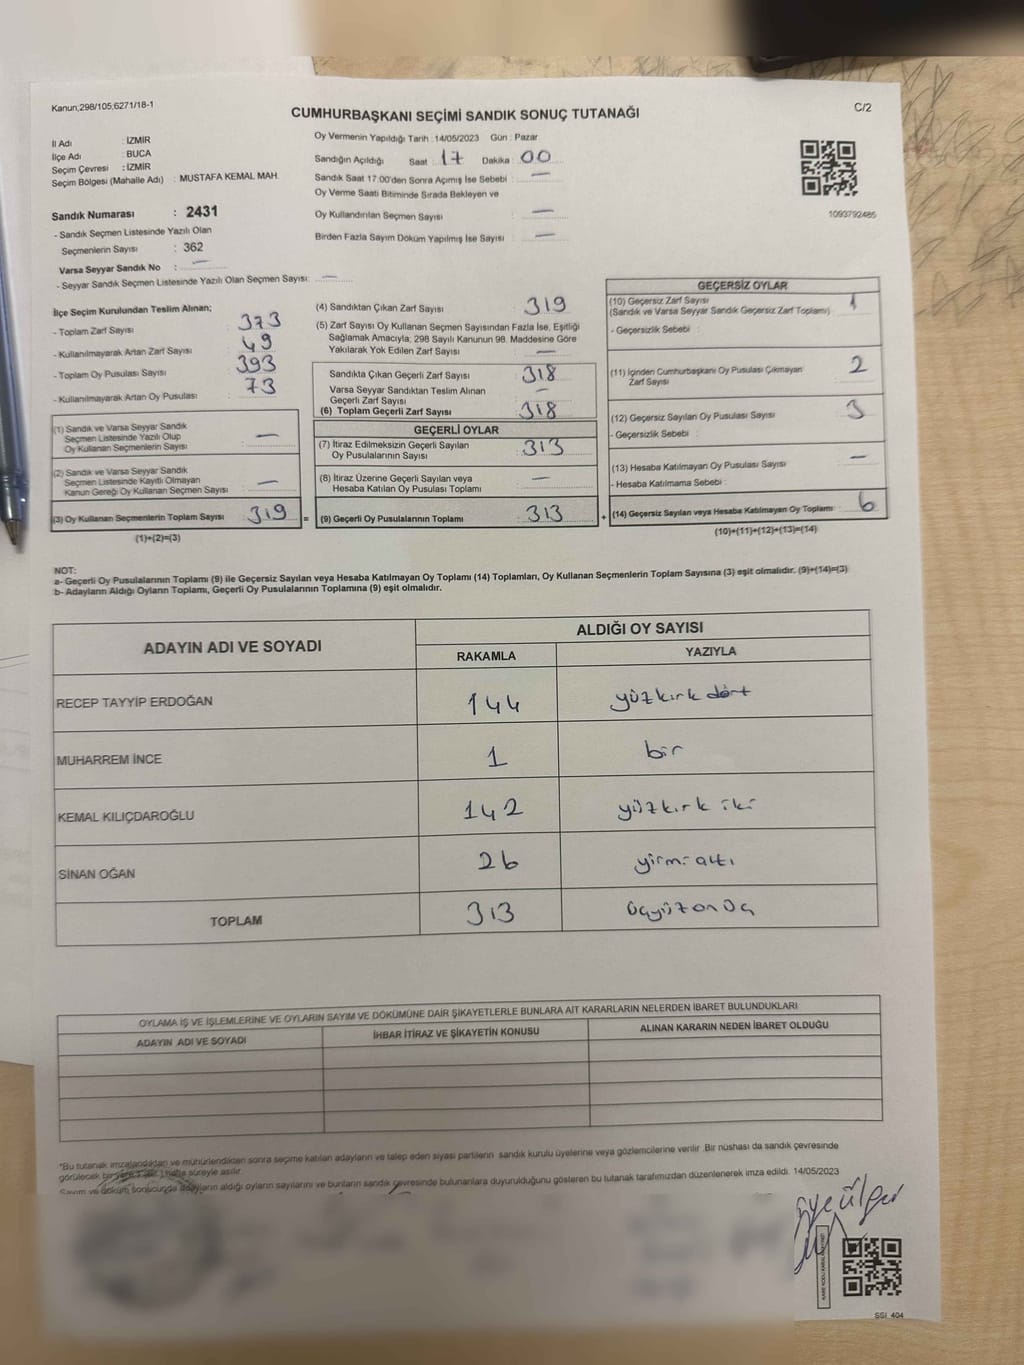 Kanun;298/105;6271/18-1
CUMHURBAŞKANI SEÇİMİ SANDIK SONUÇ TUTANAĞI
C/2
İl Adı : İZMİR
İlçe Adı : BUCA
Seçim Çevresi : İZMİR
Seçim Bölgesi (Mahalle Adı) : MUSTAFA KEMAL MAH.
Oy Vermenin Yapıldığı Tarih :14/05/2023 Gün : Pazar
Sandığın Açıldığı Saat : 17 Dakika : 00
Sandık Saat 17:00'den Sonra Açımış İse Sebebi : —
Oy Verme Saati Bitiminde Sırada Bekleyen ve
Oy Kullandırılan Seçmen Sayısı : —
Birden Fazla Sayım Döküm Yapılmış İse Sayısı : —
1093792485
Sandık Numarası : 2431
- Sandık Seçmen Listesinde Yazılı Olan
Seçmenlerin Sayısı : 362
Varsa Seyyar Sandık No : —
- Seyyar Sandık Seçmen Listesinde Yazılı Olan Seçmen Sayısı: —
İlçe Seçim Kurulundan Teslim Alınan;
- Toplam Zarf Sayısı : 373
- Kullanılmayarak Artan Zarf Sayısı : 49
- Toplam Oy Pusulası Sayısı : 393
- Kullanılmayarak Artan Oy Pusulası : 73
(1) Sandık ve Varsa Seyyar Sandık
Seçmen Listesinde Yazılı Olup
Oy Kullanan Seçmenlerin Sayısı : —
(2) Sandık ve Varsa Seyyar Sandık
Seçmen Listesinde Kayıtlı Olmayan
Kanun Gereği Oy Kullanan Seçmen Sayısı : —
(3) Oy Kullanan Seçmenlerin Toplam Sayısı : 319 =
(1)+(2)=(3)
(4) Sandıktan Çıkan Zarf Sayısı : 319
(5) Zarf Sayısı Oy Kullanan Seçmen Sayısından Fazla İse, Eşitliği
Sağlamak Amacıyla; 298 Sayılı Kanunun 98. Maddesine Göre
Yakılarak Yok Edilen Zarf Sayısı : —
Sandıkta Çıkan Geçerli Zarf Sayısı : 318
Varsa Seyyar Sandıktan Teslim Alınan
Geçerli Zarf Sayısı : —
(6) Toplam Geçerli Zarf Sayısı : 318
GEÇERLİ OYLAR
(7) İtiraz Edilmeksizin Geçerli Sayılan
Oy Pusulalarının Sayısı : 313
(8) İtiraz Üzerine Geçerli Sayılan veya
Hesaba Katılan Oy Pusulası Toplamı : —
(9) Geçerli Oy Pusulalarının Toplamı : 313 +
GEÇERSİZ OYLAR
(10) Geçersiz Zarf Sayısı : 1
(Sandık ve Varsa Seyyar Sandık Geçersiz Zarf Toplamı)
- Geçersizlik Sebebi :
(11) İçinden Cumhurbaşkanı Oy Pusulası Çıkmayan
Zarf Sayısı : 2
(12) Geçersiz Sayılan Oy Pusulası Sayısı : 3
- Geçersizlik Sebebi :
(13) Hesaba Katılmayan Oy Pusulası Sayısı : —
- Hesaba Katılmama Sebebi :
(14) Geçersiz Sayılan veya Hesaba Katılmayan Oy Toplamı : 6
(10)+(11)+(12)+(13)=(14)
NOT:
a- Geçerli Oy Pusulalarının Toplamı (9) ile Geçersiz Sayılan veya Hesaba Katılmayan Oy Toplamı (14) Toplamları, Oy Kullanan Seçmenlerin Toplam Sayısına (3) eşit olmalıdır. (9)+(14)=(3)
b- Adayların Aldığı Oyların Toplamı, Geçerli Oy Pusulalarının Toplamına (9) eşit olmalıdır.
ADAYIN ADI VE SOYADI ALDIĞI OY SAYISI
RAKAMLA YAZIYLA
RECEP TAYYİP ERDOĞAN 144 yüzkırk dört
MUHARREM İNCE 1 bir
KEMAL KILIÇDAROĞLU 142 yüzkırk iki
SİNAN OĞAN 26 yirmi altı
TOPLAM 313 üçyüz on üç
OYLAMA İŞ VE İŞLEMLERİNE VE OYLARIN SAYIM VE DÖKÜMÜNE DAİR ŞİKAYETLERLE BUNLARA AİT KARARLARIN NELERDEN İBARET BULUNDUKLARI
ADAYIN ADI VE SOYADI İHBAR İTİRAZ VE ŞİKAYETİN KONUSU ALINAN KARARIN NEDEN İBARET OLDUĞU
*Bu tutanak imzalandıktan ve mühürlendikten sonra seçime katılan adayların ve talep eden siyasi partilerin sandık kurulu üyelerine veya gözlemcilerine verilir .Bir nüshası da sandık çevresinde
görülecek bir yere 1 (bir) hafta süreyle asılır.
Sayım ve döküm sonucunda adayların aldığı oyların sayılarını ve bunların sandık çevresinde bulunanlara duyurulduğunu gösteren bu tutanak tarafımızdan düzenlenerek imza edildi. 14/05/2023
SSI_404